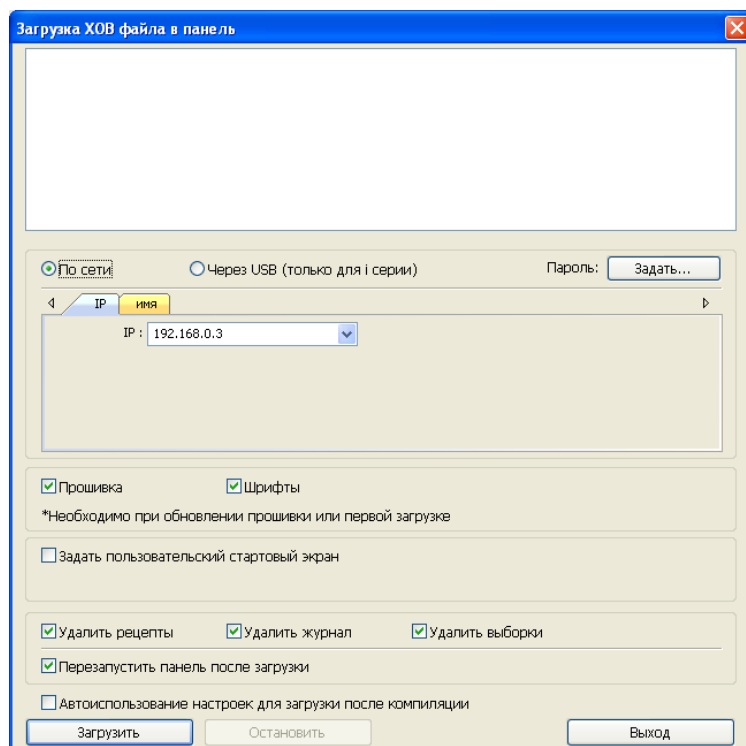 Загрузка XOB файла в панель
По сети Через USB (только для i серии) Пароль: Задать...
IP имя
IP : 192.168.0.3
Прошивка Шрифты
*Необходимо при обновлении прошивки или первой загрузке
Задать пользовательский стартовый экран
Удалить рецепты Удалить журнал Удалить выборки
Перезапустить панель после загрузки
Автоиспользование настроек для загрузки после компиляции
Загрузить Остановить Выход